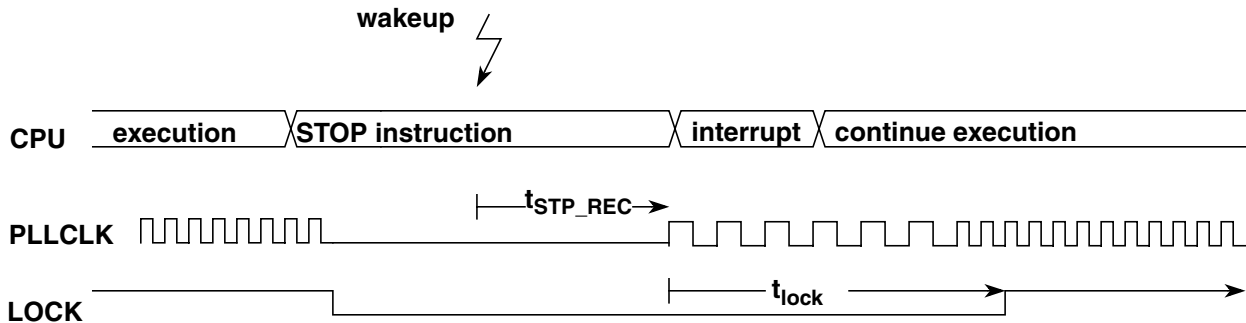 wakeup
CPU execution STOP instruction interrupt continue execution
tSTP_REC
PLLCLK
tlock
LOCK